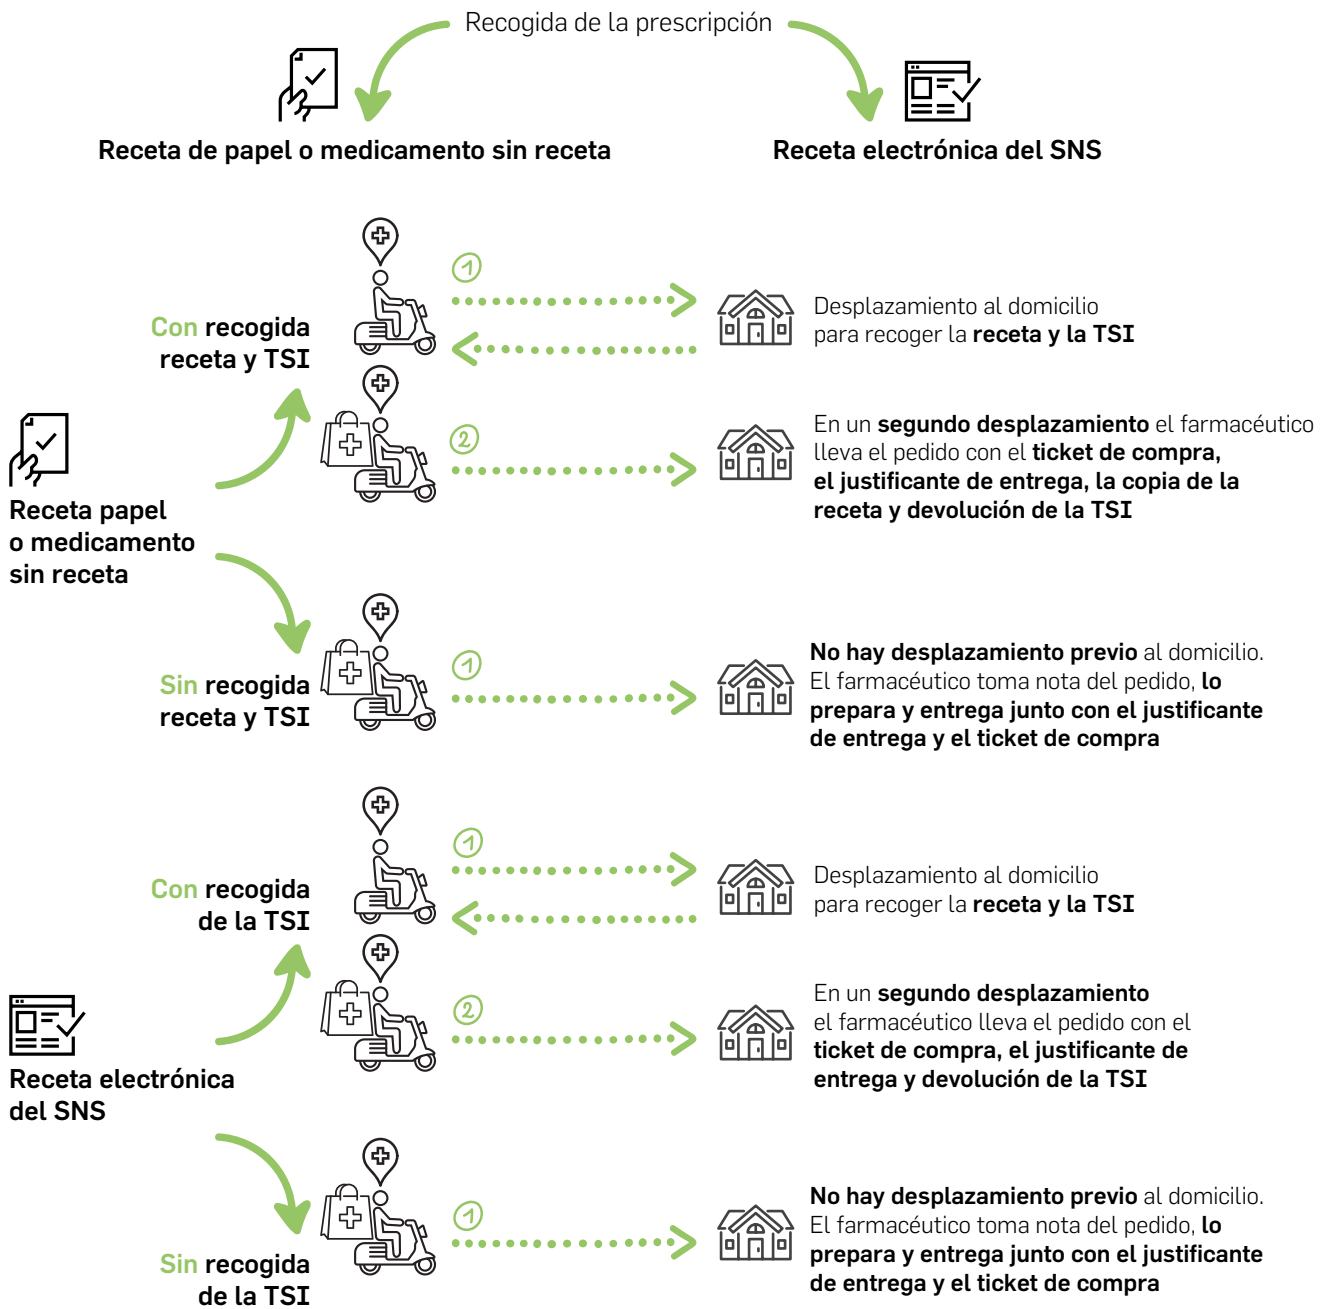 Recogida de la prescripción
Receta de papel o medicamento sin receta
Receta electrónica del SNS
Receta papel
o medicamento
sin receta
Con recogida
receta y TSI
1
Desplazamiento al domicilio
para recoger la receta y la TSI
2
En un segundo desplazamiento el farmacéutico
lleva el pedido con el ticket de compra,
el justificante de entrega, la copia de la
receta y devolución de la TSI
Sin recogida
receta y TSI
1
No hay desplazamiento previo al domicilio.
El farmacéutico toma nota del pedido, lo
prepara y entrega junto con el justificante
de entrega y el ticket de compra
Receta electrónica
del SNS
Con recogida
de la TSI
1
Desplazamiento al domicilio
para recoger la receta y la TSI
2
En un segundo desplazamiento
el farmacéutico lleva el pedido con el
ticket de compra, el justificante de
entrega y devolución de la TSI
Sin recogida
de la TSI
1
No hay desplazamiento previo al domicilio.
El farmacéutico toma nota del pedido, lo
prepara y entrega junto con el justificante
de entrega y el ticket de compra